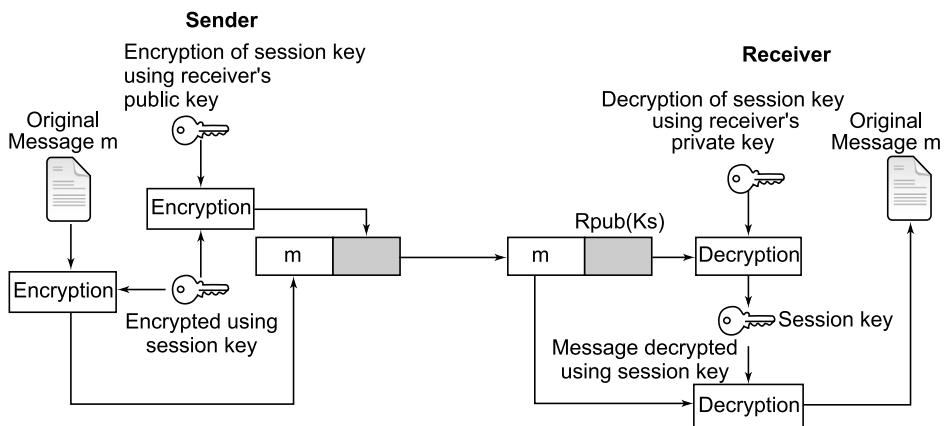 Sender
Encryption of session key
using receiver's
public key
Original
Message m
Encryption
Encryption
Encrypted using
session key
m
Receiver
Decryption of session key
using receiver's
private key
Original
Message m
Rpub(Ks)
m
Decryption
Session key
Message decrypted
using session key
Decryption